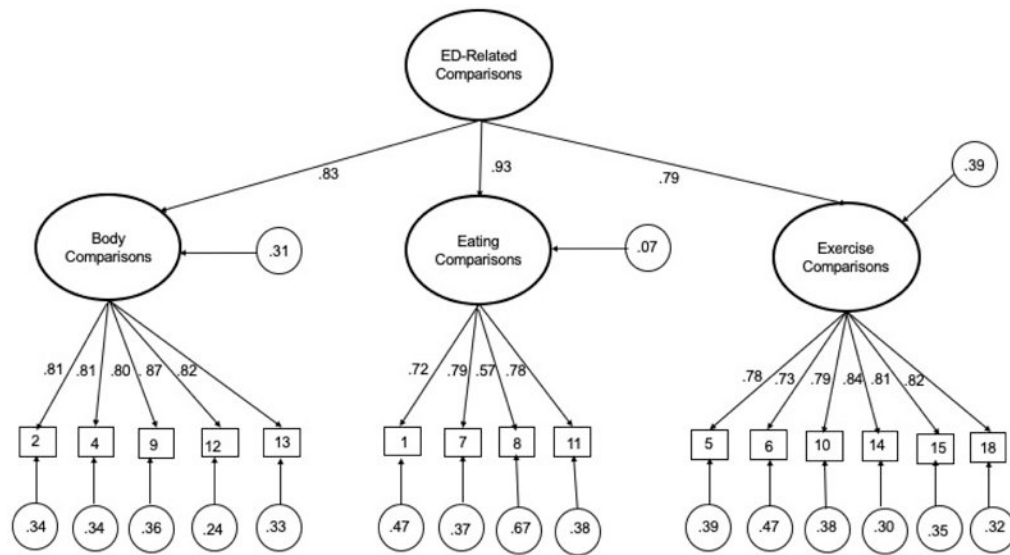 ED-Related
Comparisons
.83
.93
.79
.39
Body
Comparisons
.31
Eating
Comparisons
.07
Exercise
Comparisons
.81 .81 .80 .87 .82
.72 .79 .57 .78
.78 .73 .79 .84 .81 .82
2 4 9 12 13
1 7 8 11
5 6 10 14 15 18
.34 .34 .36 .24 .33
.47 .37 .67 .38
.39 .47 .38 .30 .35 .32